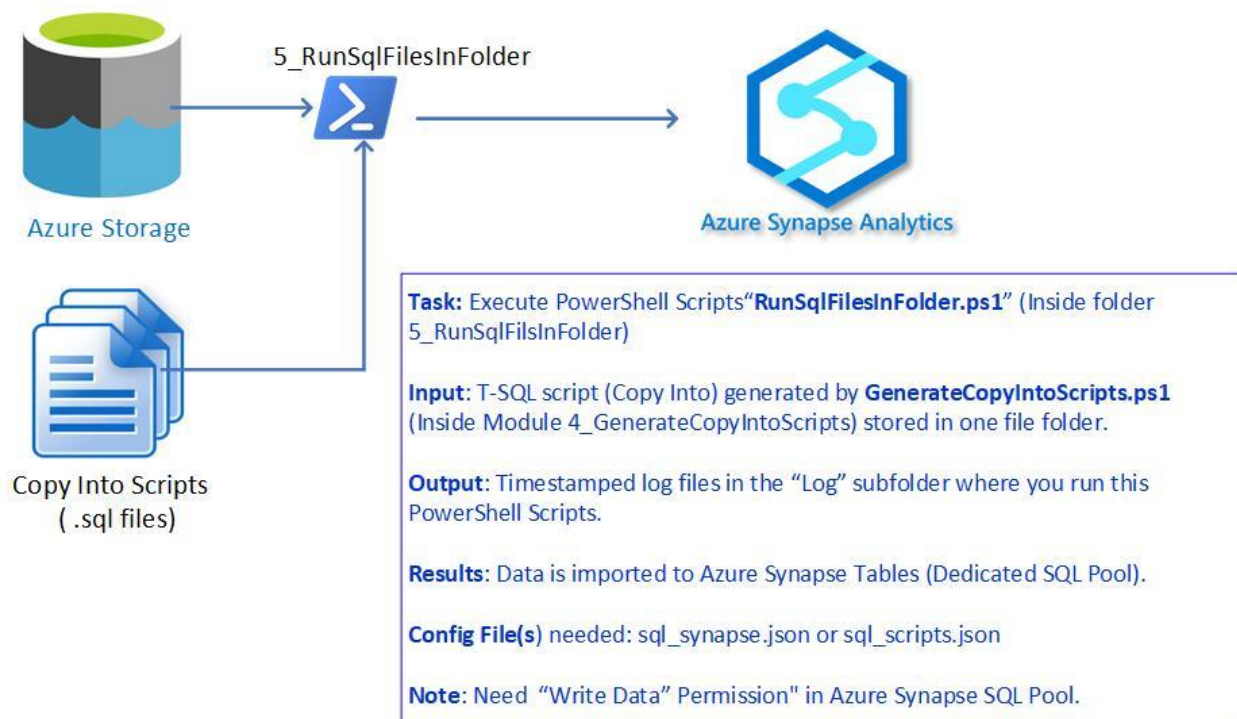 5_RunSqlFilesInFolder
Azure Storage
Azure Synapse Analytics
Copy Into Scripts
( .sql files)
Task: Execute PowerShell Scripts“RunSqlFilesInFolder.ps1” (Inside folder
5_RunSqlFilsInFolder)
Input: T-SQL script (Copy Into) generated by GenerateCopyIntoScripts.ps1
(Inside Module 4_GenerateCopyIntoScripts) stored in one file folder.
Output: Timestamped log files in the “Log” subfolder where you run this
PowerShell Scripts.
Results: Data is imported to Azure Synapse Tables (Dedicated SQL Pool).
Config File(s) needed: sql_synapse.json or sql_scripts.json
Note: Need “Write Data” Permission" in Azure Synapse SQL Pool.